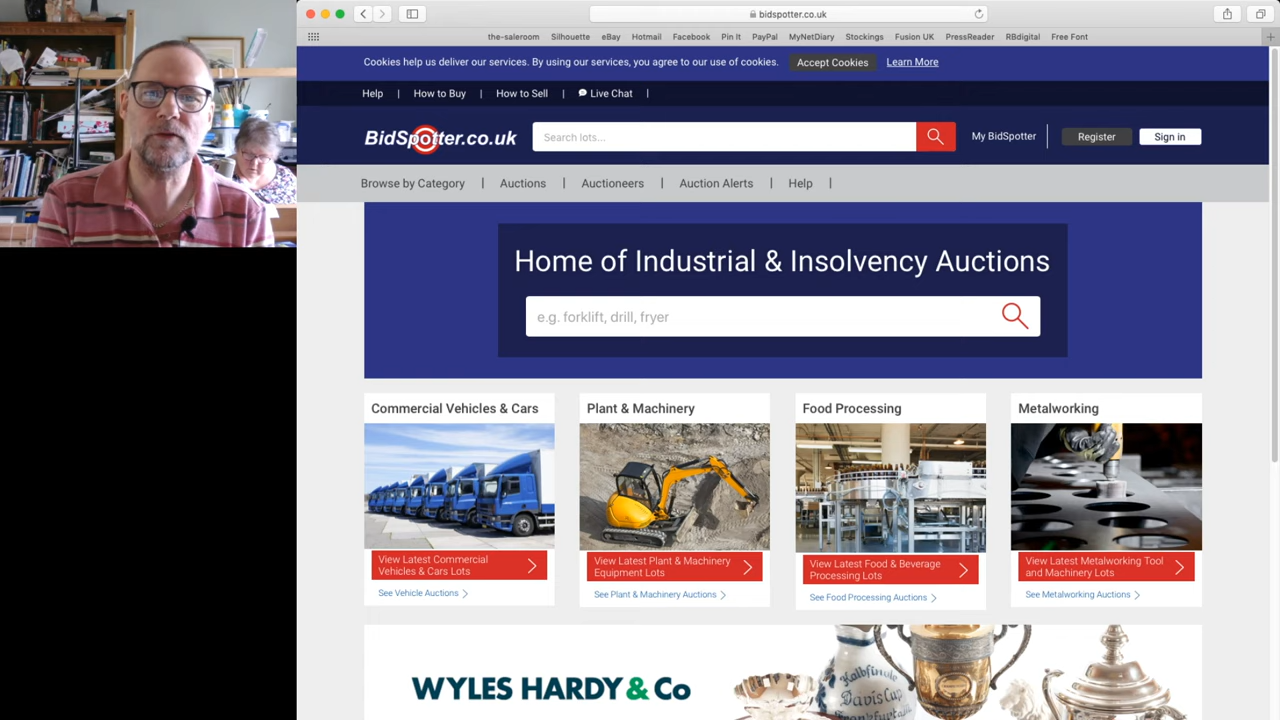 bidspotter.co.uk
the-saleroom Silhouette eBay Hotmail Facebook Pin It PayPal MyNetDiary Stockings Fusion UK PressReader RBdigital Free Font
Cookies help us deliver our services. By using our services, you agree to our use of cookies. Accept Cookies Learn More
Help | How to Buy | How to Sell | Live Chat |
BidSpotter.co.uk Search lots... My BidSpotter Register Sign in
Browse by Category | Auctions | Auctioneers | Auction Alerts | Help |
Home of Industrial & Insolvency Auctions
e.g. forklift, drill, fryer
Commercial Vehicles & Cars Plant & Machinery Food Processing Metalworking
View Latest Commercial
Vehicles & Cars Lots
See Vehicle Auctions
View Latest Plant & Machinery
Equipment Lots
See Plant & Machinery Auctions
View Latest Food & Beverage
Processing Lots
See Food Processing Auctions
View Latest Metalworking Tool
and Machinery Lots
See Metalworking Auctions
WYLES HARDY & Co
Davis Cup
Frankfurt